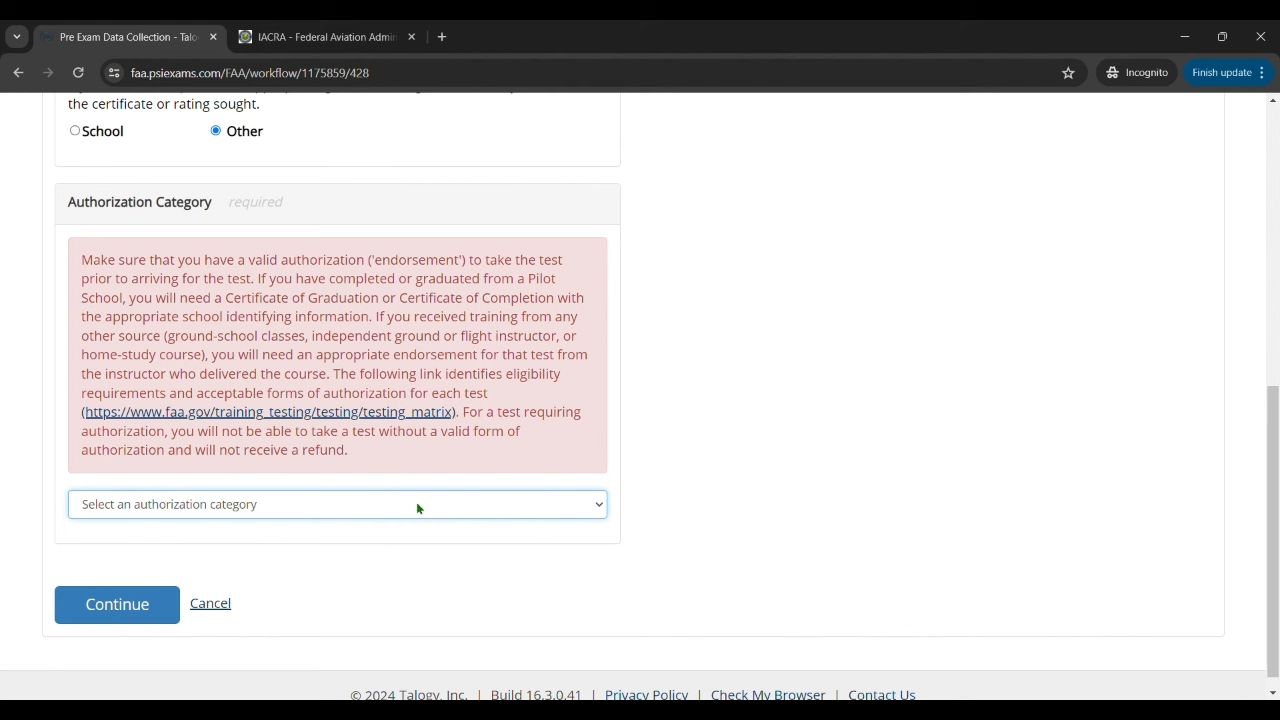 Pre Exam Data Collection - Talo
IACRA - Federal Aviation Admin
faa.psiexams.com/FAA/workflow/1175859/428
Incognito
Finish update
the certificate or rating sought.
School
Other
Authorization Category required
Make sure that you have a valid authorization ('endorsement') to take the test
prior to arriving for the test. If you have completed or graduated from a Pilot
School, you will need a Certificate of Graduation or Certificate of Completion with
the appropriate school identifying information. If you received training from any
other source (ground-school classes, independent ground or flight instructor, or
home-study course), you will need an appropriate endorsement for that test from
the instructor who delivered the course. The following link identifies eligibility
requirements and acceptable forms of authorization for each test
(https://www.faa.gov/training_testing/testing/testing_matrix). For a test requiring
authorization, you will not be able to take a test without a valid form of
authorization and will not receive a refund.
Select an authorization category
Continue
Cancel
© 2024 Talogy, Inc. | Build 16.3.0.41 | Privacy Policy | Check My Browser | Contact Us